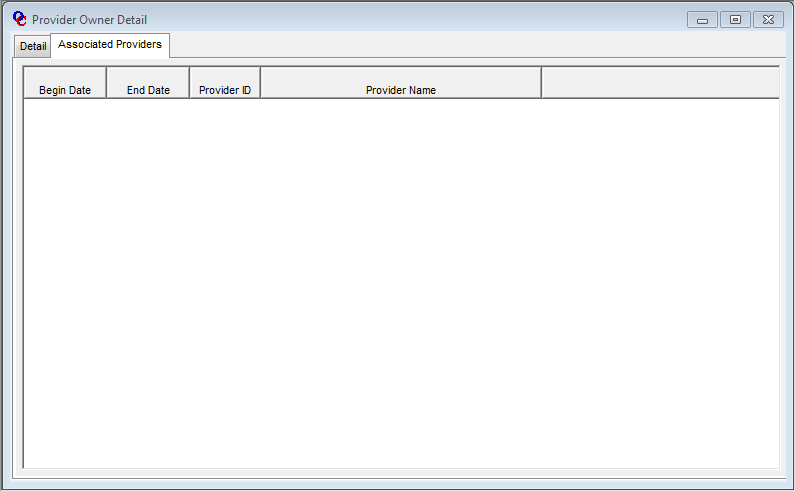 Provider Owner Detail
Detail Associated Providers
Begin Date End Date Provider ID Provider Name